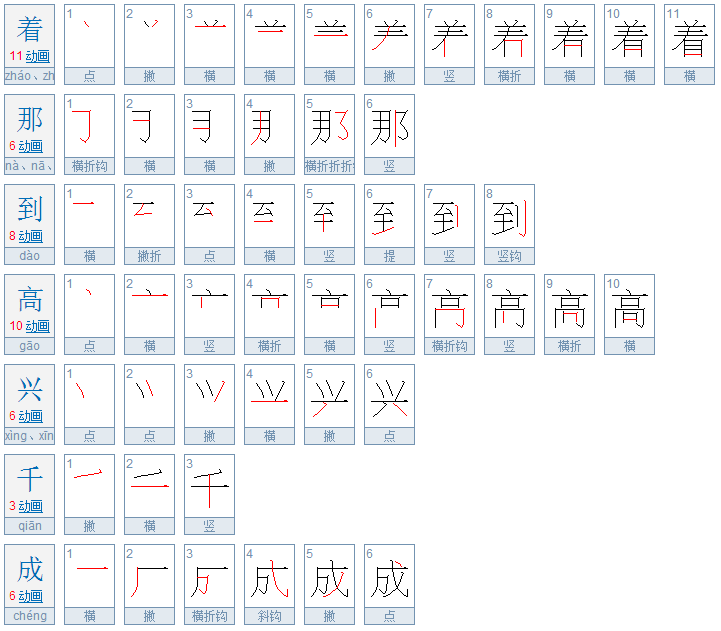 着 1 2 3 4 5 6 7 8 9 10 11
11 动画
zháo、zh 点 撇 横 横 横 撇 竖 横折 横 横 横
那 1 2 3 4 5 6
6 动画
nà、nā、 横折钩 横 横 撇 横折折折 竖
到 1 2 3 4 5 6 7 8
8 动画
dào 横 撇折 点 横 竖 提 竖 竖钩
高 1 2 3 4 5 6 7 8 9 10
10 动画
gāo 点 横 竖 横折 横 竖 横折钩 竖 横折 横
兴 1 2 3 4 5 6
6 动画
xìng、xīn 点 点 撇 横 撇 点
千 1 2 3
3 动画
qiān 撇 横 竖
成 1 2 3 4 5 6
6 动画
chéng 横 撇 横折钩 斜钩 撇 点